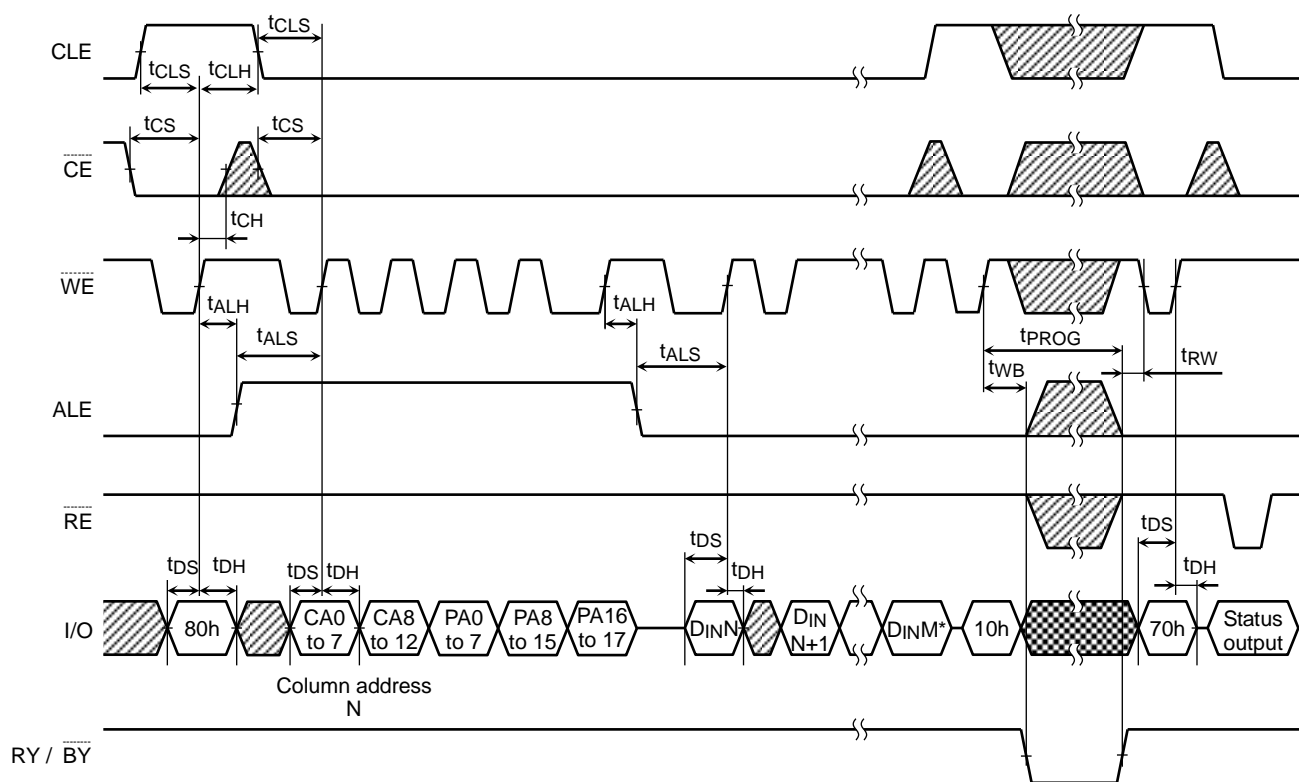 tCLS
CLE
tCLS
tCLH
tCS
tCS
CE
tCH
WE
tALH
tALH
tALS
tPROG
tALS
tRW
tWB
ALE
RE
tDS
tDS
tDH
tDS
tDH
tDH
tDH
I/O
80h
CA0 to 7
CA8 to 12
PA0 to 7
PA8 to 15
PA16 to 17
DINN
DIN N+1
DINM*
10h
70h
Status output
Column address
N
RY / BY